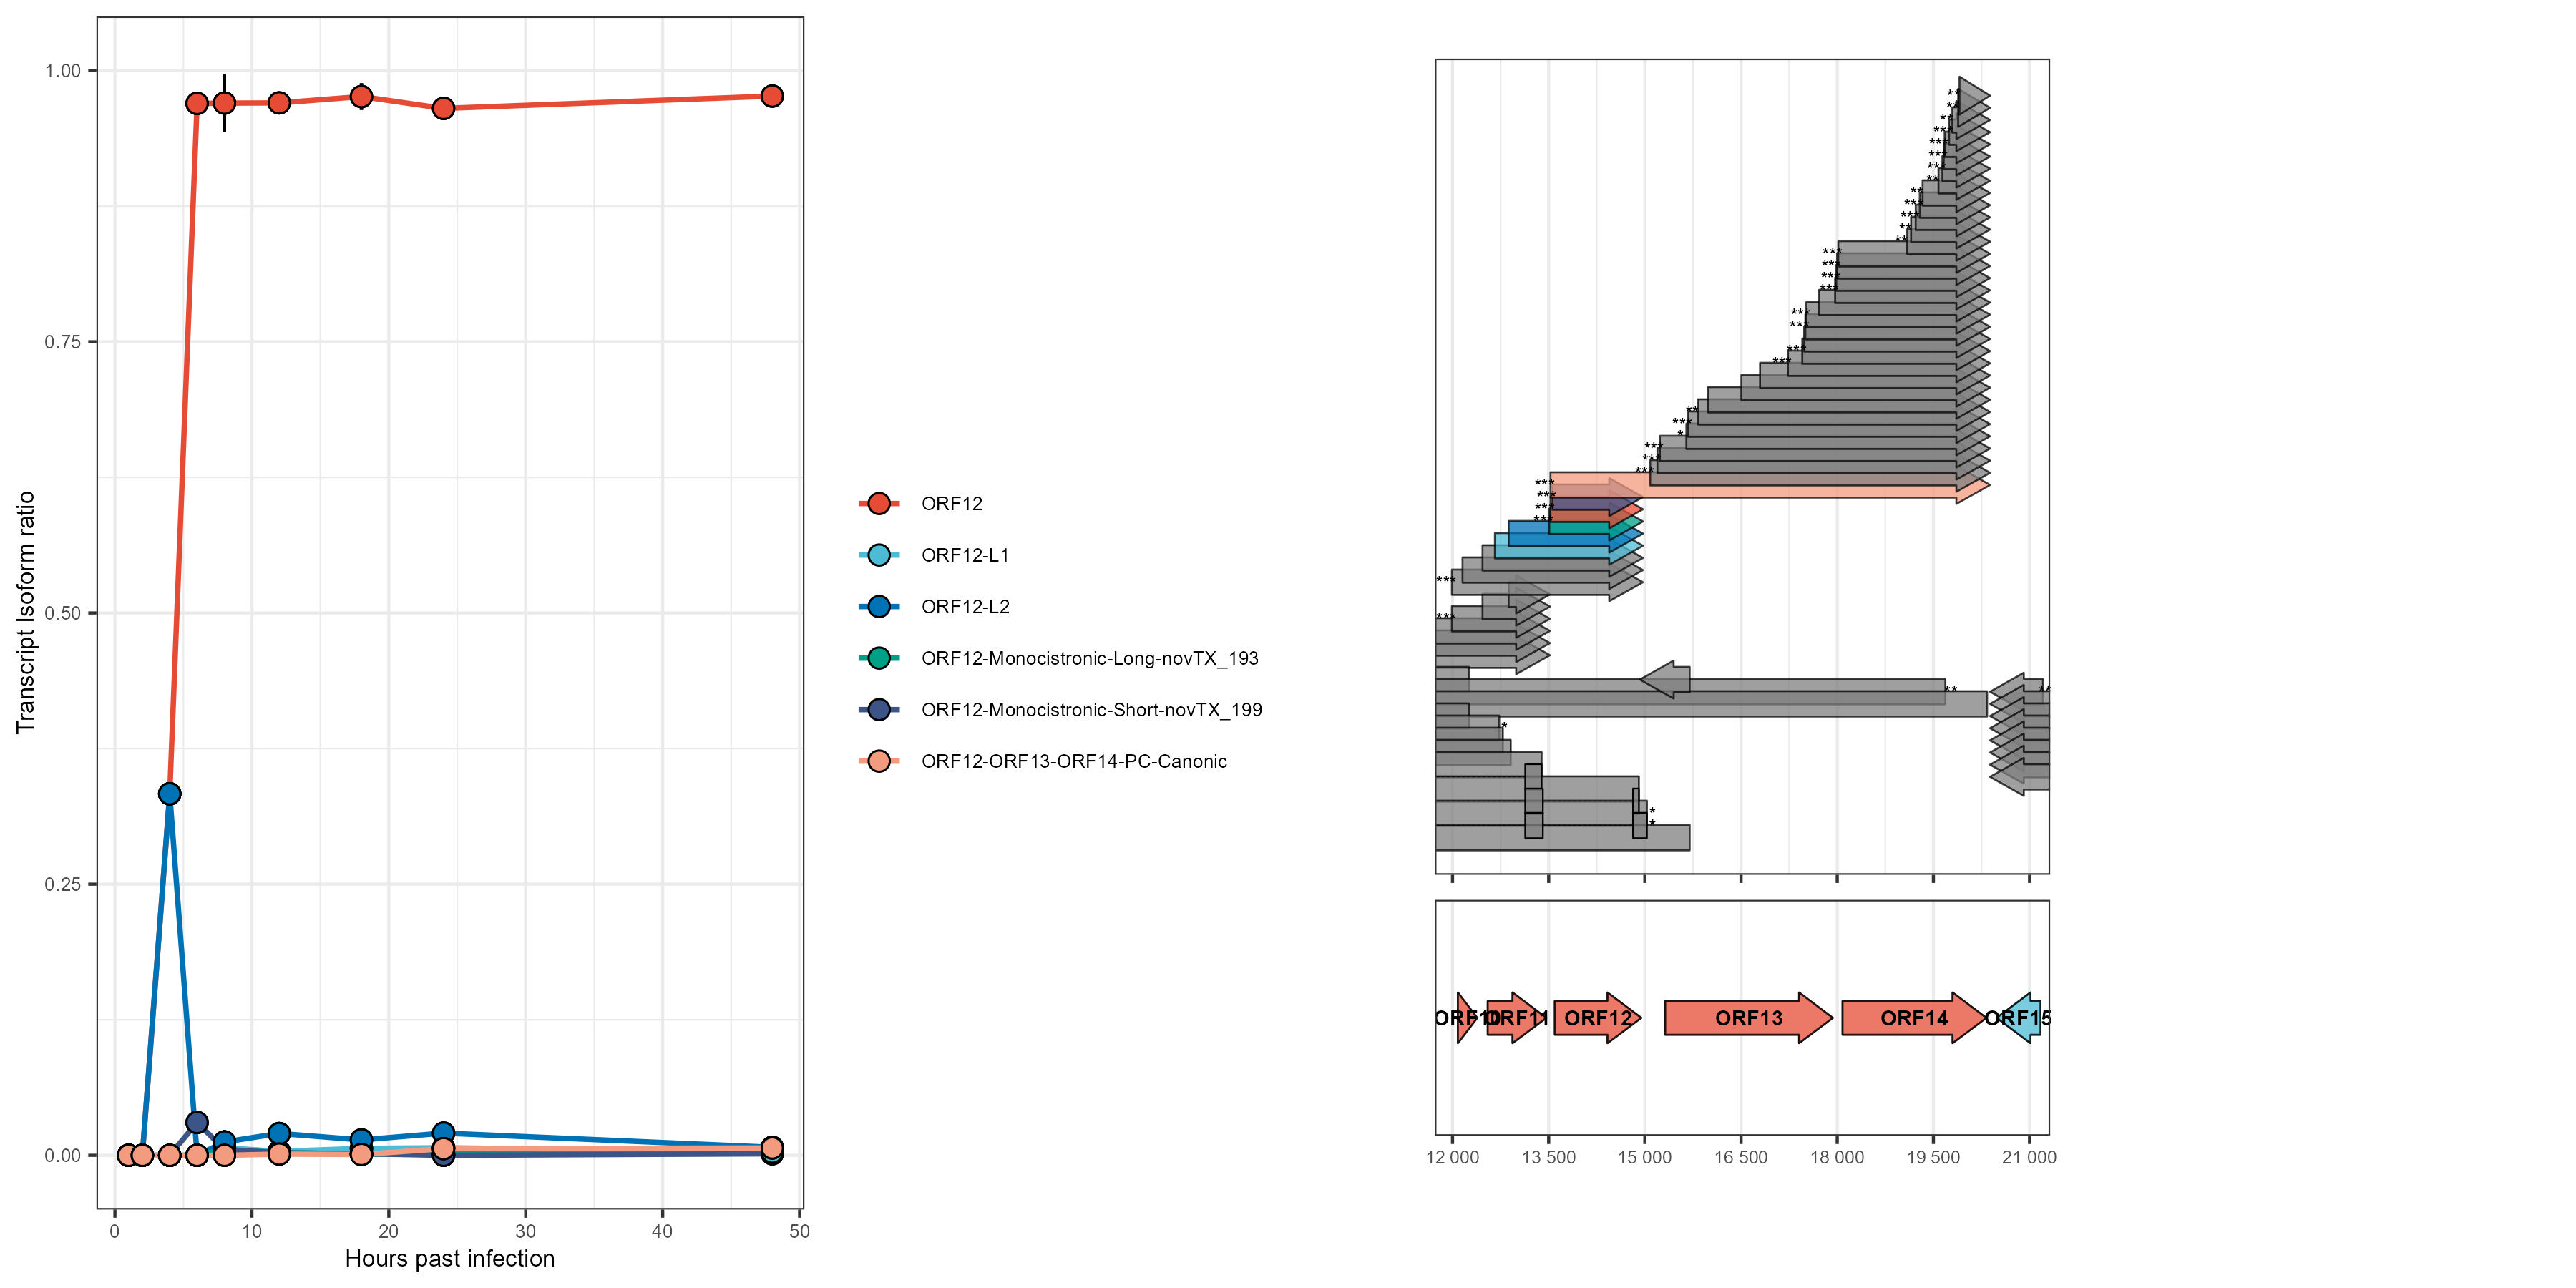 Transcript Isoform ratio
1.00
0.75
0.50
0.25
0.00
0
10
20
30
40
50
Hours past infection
ORF12
ORF12-L1
ORF12-L2
ORF12-Monocistronic-Long-novTX_193
ORF12-Monocistronic-Short-novTX_199
ORF12-ORF13-ORF14-PC-Canonic
ORF10
ORF11
ORF12
ORF13
ORF14
ORF15
12 000
13 500
15 000
16 500
18 000
19 500
21 000